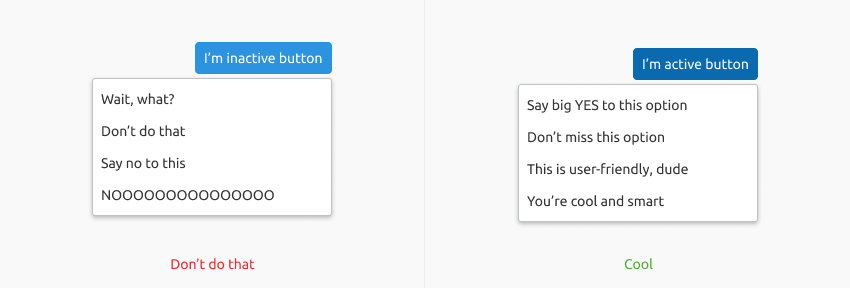 I'm inactive button
Wait, what?
Don't do that
Say no to this
NOOOOOOOOOOOOOOO
Don't do that
I'm active button
Say big YES to this option
Don't miss this option
This is user-friendly, dude
You're cool and smart
Cool